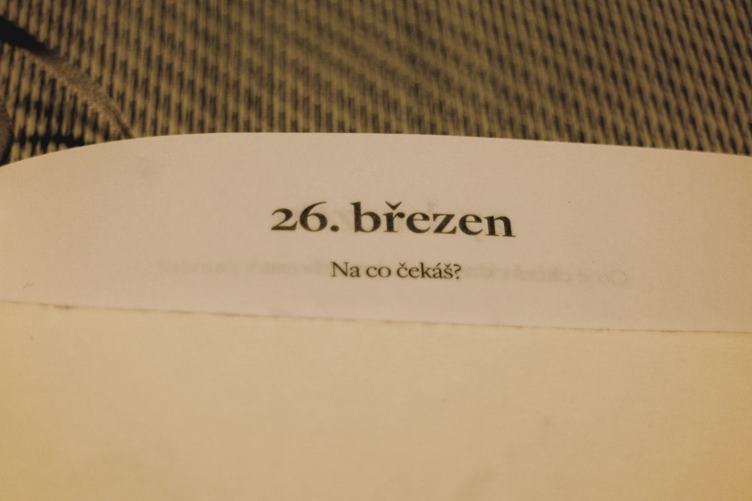 26. březen
Na co čekáš?